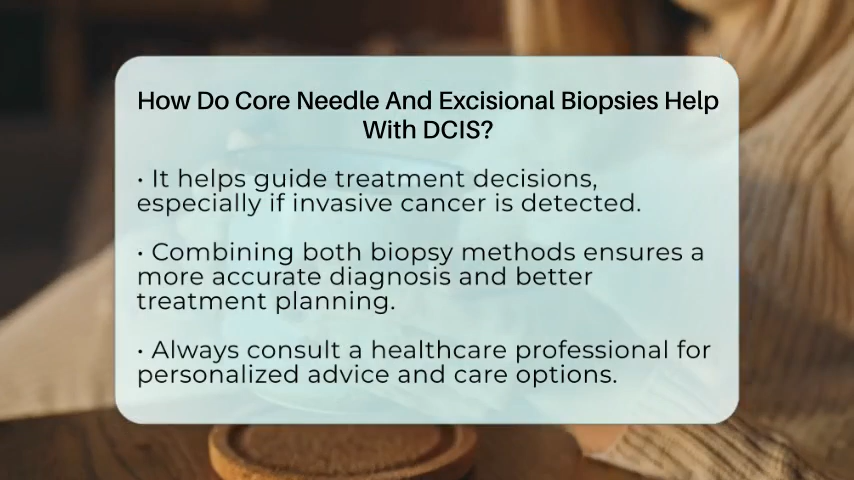 How Do Core Needle And Excisional Biopsies Help
With DCIS?
• It helps guide treatment decisions,
especially if invasive cancer is detected.
• Combining both biopsy methods ensures a
more accurate diagnosis and better
treatment planning.
• Always consult a healthcare professional for
personalized advice and care options.